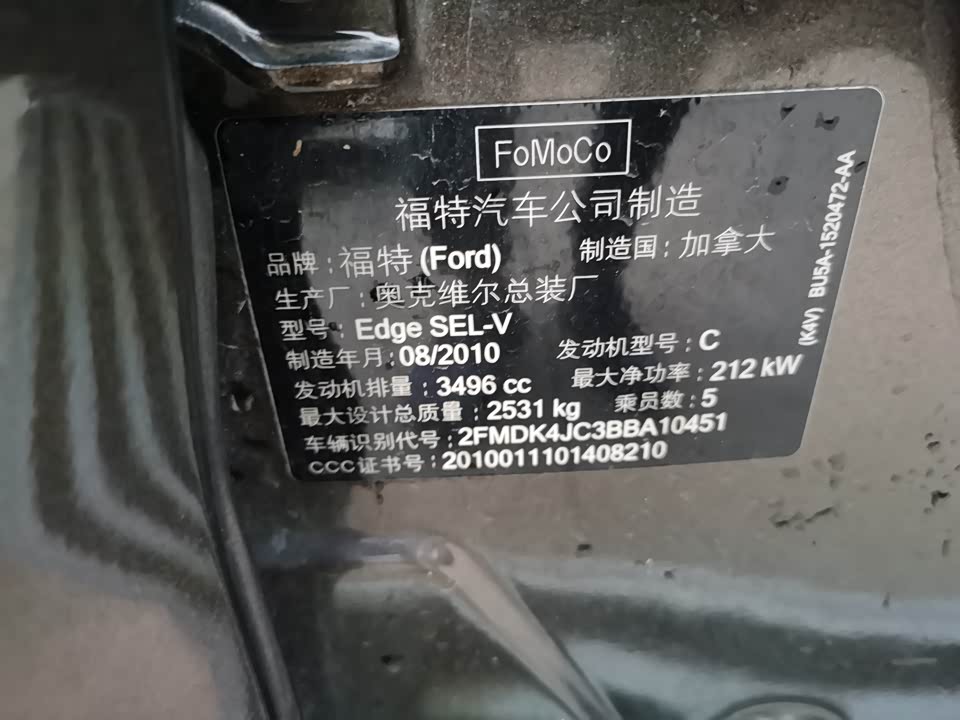 FoMoCo
福特汽车公司制造
品牌:福特(Ford) 制造国:加拿大
生产厂:奥克维尔总装厂
型号:Edge SEL-V
制造年月:08/2010 发动机型号:C
发动机排量:3496 cc 最大净功率:212 kW
最大设计总质量:2531 kg 乘员数:5
车辆识别代号:2FMDK4JC3BBA10451
CCC证书号:2010011101408210
(K4V) BU5A-1520472-AA